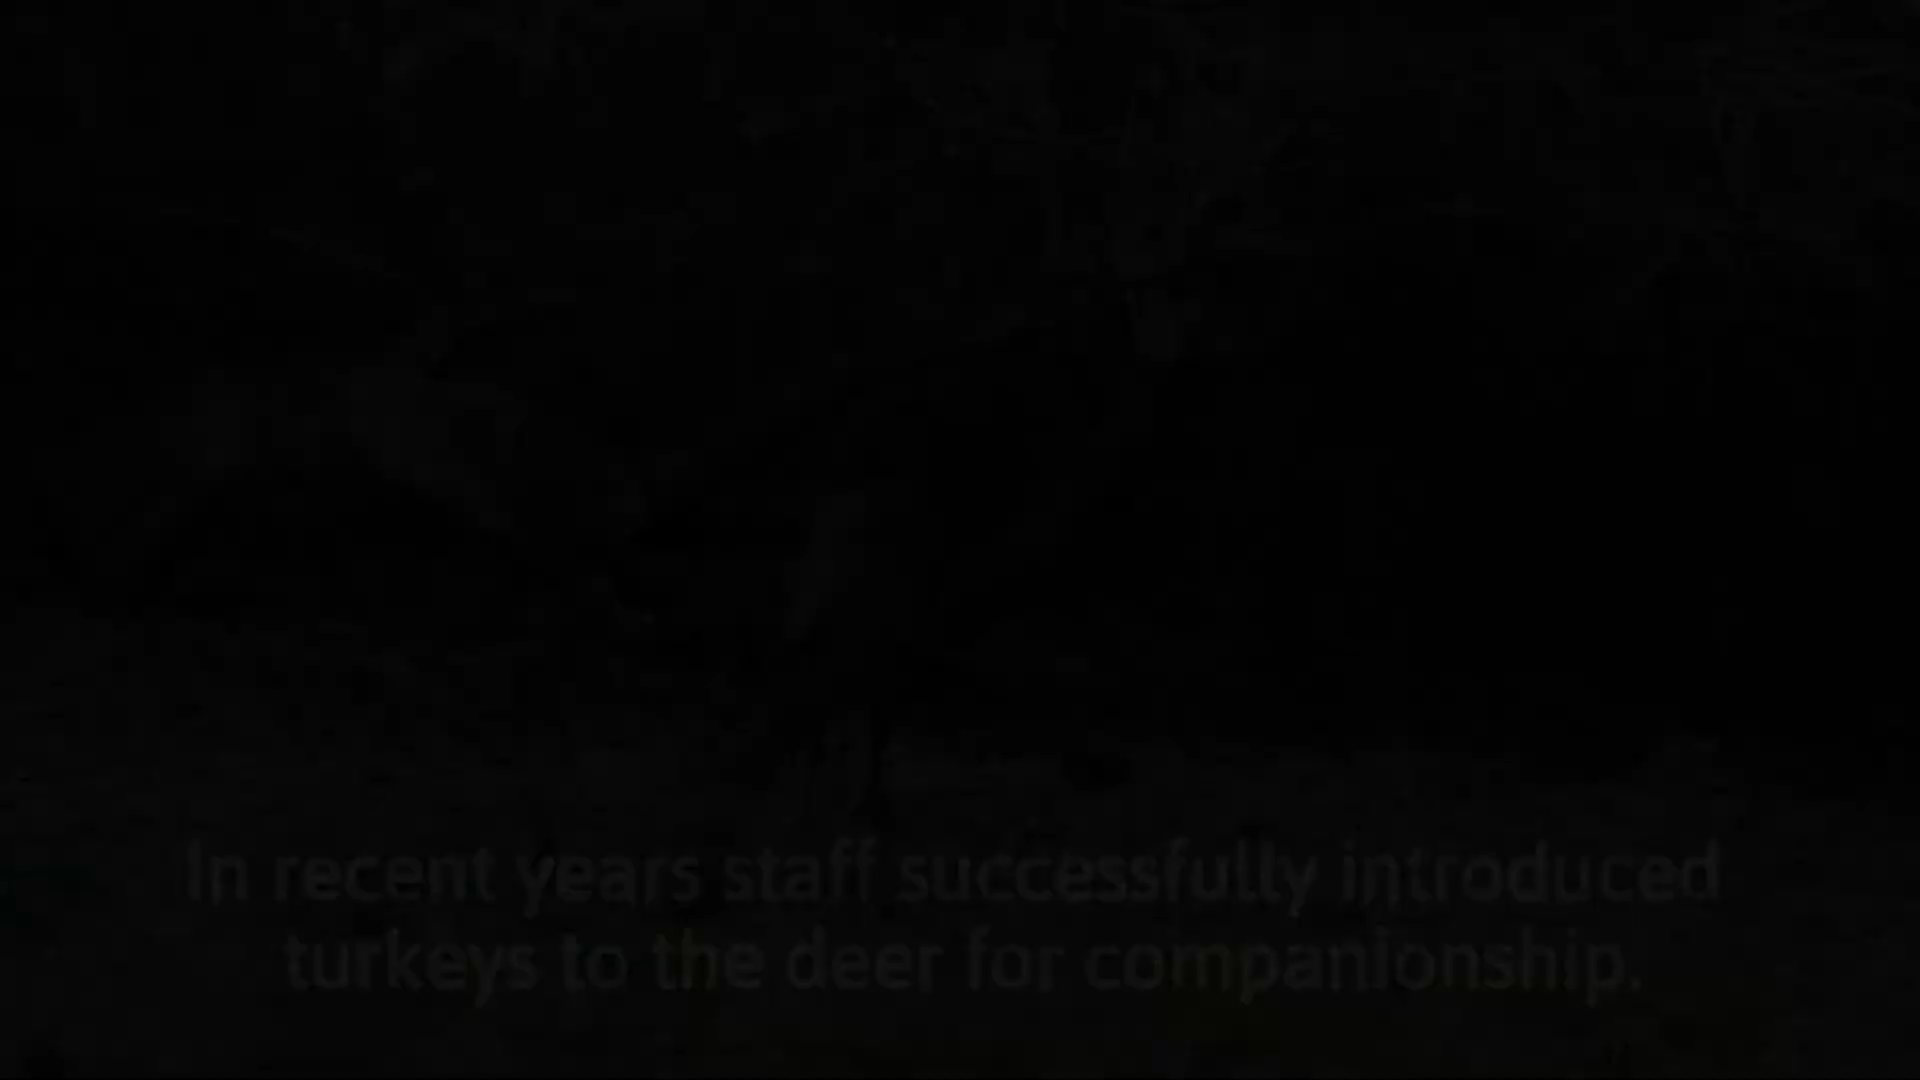 In recent years staff successfully introduced
turkeys to the deer for companionship.